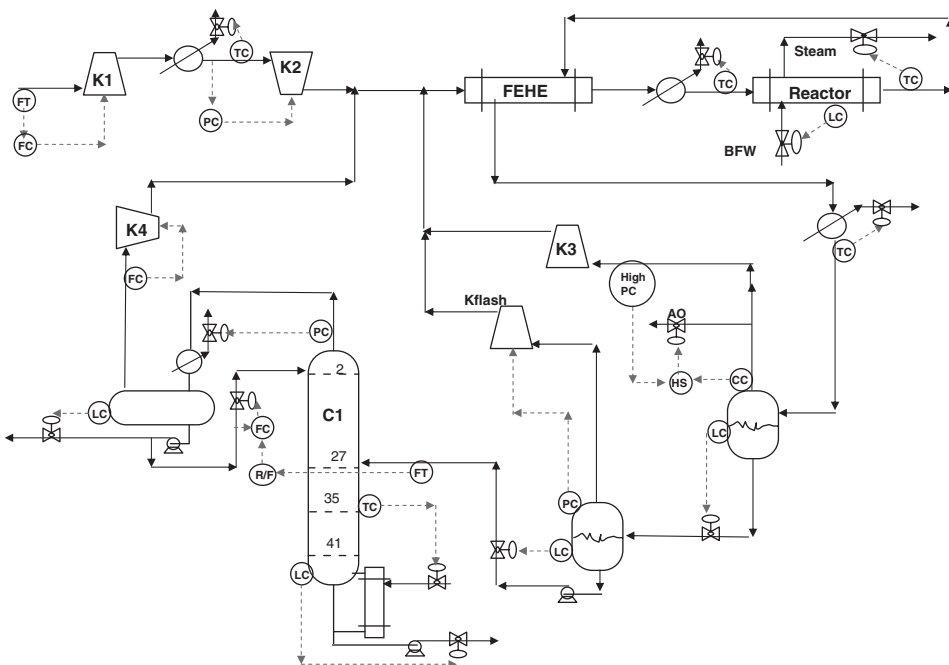 K1
TC
K2
FT
FC
PC
FEHE
TC
Steam
TC
Reactor
LC
BFW
K4
FC
TC
K3
High
PC
Kflash
AO
HS
CC
PC
2
LC
C1
FC
LC
27
R/F
FT
35
TC
PC
41
LC
LC